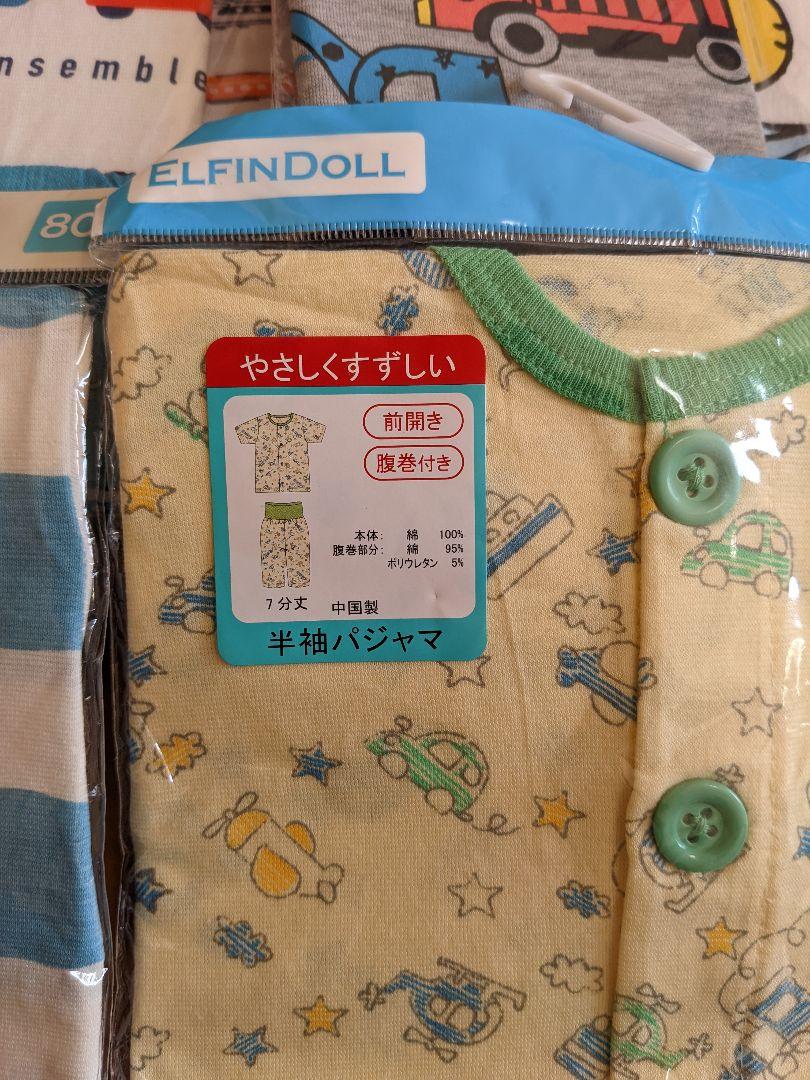 nsemble
ELFINDOLL
80
やさしくすずしい
前開き
腹巻付き
本体: 綿 100%
腹巻部分: 綿 95%
ポリウレタン 5%
7分丈 中国製
半袖パジャマ